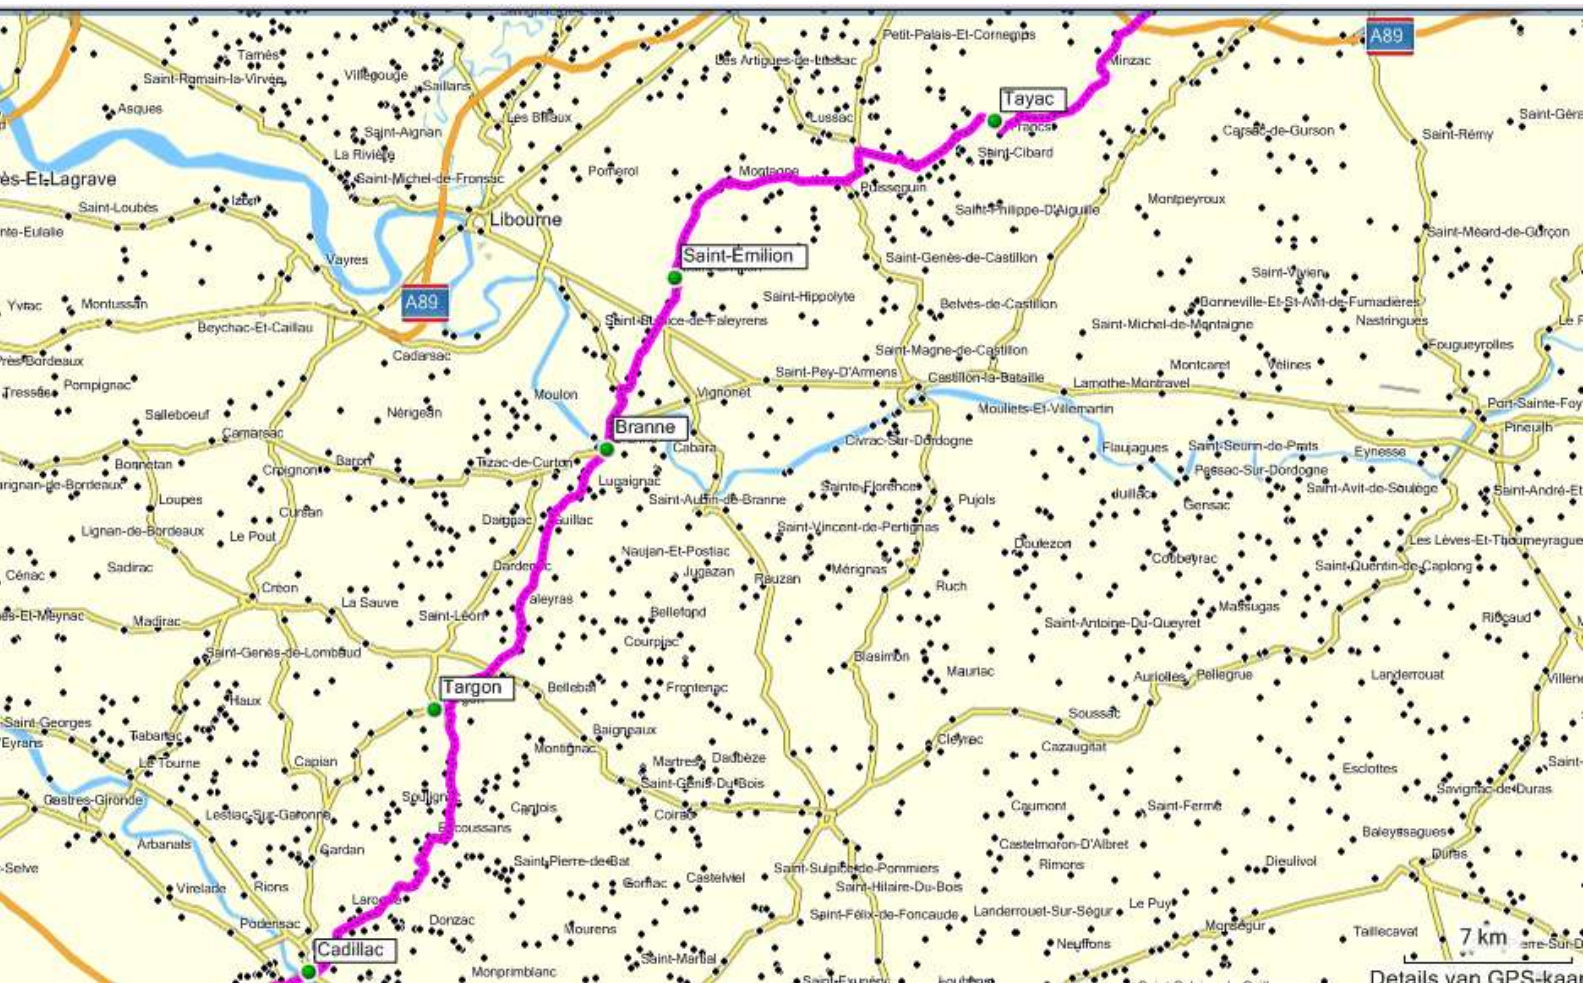 Petit-Palais-Et-Cornemps
A89
Tarnès
Les Artigues-de-Lussac
Minzac
Saint-Romain-la-Virvée
Villegouge
Saillans
Tayac
Asques
Les Billaux
Lussac
Francs
Saint-Géra
Saint-Aignan
Carsac-de-Gurson
Saint-Rémy
La Rivière
Saint-Cibard
ès-Et-Lagrave
Saint-Michel-de-Fronsac
Pomerol
Montagne
Puisseguin
Saint-Loubès
Izon
Montpeyroux
Libourne
Saint-Philippe-D'Aiguille
nte-Eulalie
Saint-Méard-de-Gurçon
Vayres
Saint-Émilion
Saint-Genès-de-Castillon
Saint-Vivien
Yvrac
Montussan
A89
Saint-Hippolyte
Belvès-de-Castillon
Bonneville-Et-St-Avit-de-Fumadières
Beychac-Et-Caillau
Saint-Michel-de-Montaigne
Nastringues
Cadarsac
Saint-Magne-de-Castillon
Fougueyrolles
Près-Bordeaux
Pompignac
Saint-Pey-D'Armens
Castillon-la-Bataille
Montcaret
Vélines
Tresses
Moulon
Vignonet
Lamothe-Montravel
Salleboeuf
Nérigean
Mouliets-Et-Villemartin
Port-Sainte-Foy
Camarsac
Branne
Pineuilh
Bonnetan
Croignon
Baron
Tizac-de-Curton
Cabara
Civrac-Sur-Dordogne
Flaujagues
Saint-Seurin-de-Prats
Eynesse
Pessac-Sur-Dordogne
arignan-de-Bordeaux
Lugaignac
Loupes
Saint-Aubin-de-Branne
Sainte-Florence
Pujols
Juillac
Gensac
Saint-Avit-de-Soulège
Saint-André-Et
Cursan
Lignan-de-Bordeaux
Le Pout
Daignac
Saint-Vincent-de-Pertignas
Doulezon
Les Lèves-Et-Thoumeyragues
Naujan-Et-Postiac
Coubeyrac
Cénac
Sadirac
Dardenac
Jugazan
Rauzan
Mérignas
Saint-Quentin-de-Caplong
Créon
Ruch
La Sauve
aleyras
Massugas
Madirac
Saint-Léon
Bellefond
Saint-Antoine-Du-Queyret
Riocaud
Courpiac
Saint-Genès-de-Lombaud
Blasimon
Mauriac
Targon
Bellebat
Frontenac
Auriolles
Pellegrue
Landerrouat
Villene
Haux
Saint-Georges
Soussac
Tabanac
Baigneaux
Montignac
Cleyrac
Cazaugitat
Le Tourne
Capian
Martres
Daubèze
Esclottes
Saint-Genis-Du-Bois
Savignac-de-Duras
Castres-Gironde
Soulignac
Cantois
Caumont
Saint-Ferme
Lestiac-Sur-Garonne
Coirac
Escoussans
Baleyssagues
Arbanats
Cardan
Castelmoron-D'Albret
Duras
Saint-Pierre-de-Bat
Rimons
Dieulivol
-Selve
Saint-Sulpice-de-Pommiers
Virelade
Rions
Gornac
Castelviel
Saint-Hilaire-Du-Bois
Laroque
Le Puy
Podensac
Donzac
Mourens
Saint-Félix-de-Foncaude
Landerrouet-Sur-Ségur
Monségur
Taillecavat
7 km
Cadillac
Neuffons
Saint-Martial
Monprimblanc
Details van GPS-kaar